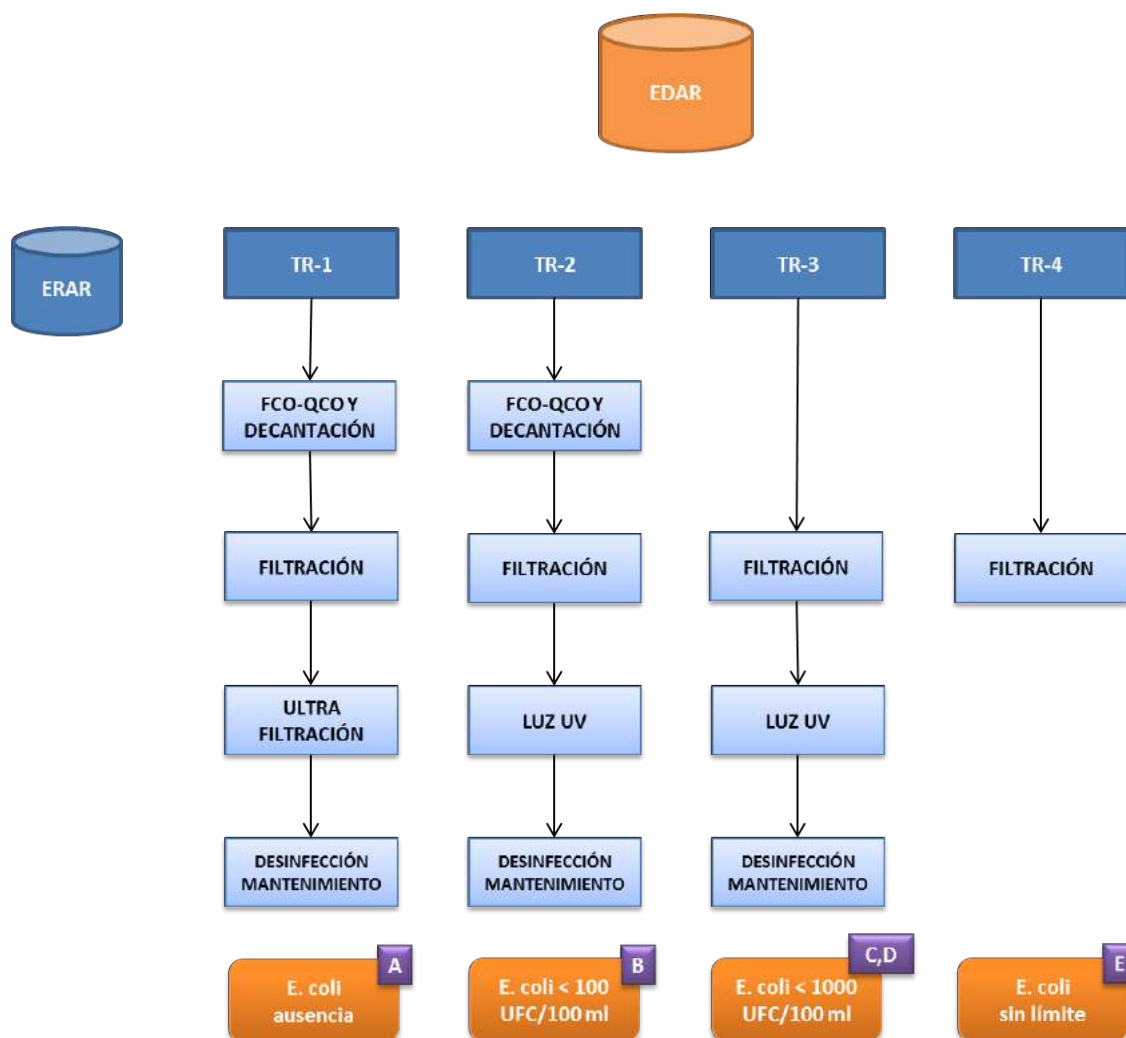 EDAR
ERAR
TR-1
TR-2
TR-3
TR-4
FCO-QCO Y
DECANTACIÓN
FCO-QCO Y
DECANTACIÓN
FILTRACIÓN
FILTRACIÓN
FILTRACIÓN
FILTRACIÓN
ULTRA
FILTRACIÓN
LUZ UV
LUZ UV
DESINFECCIÓN
MANTENIMIENTO
DESINFECCIÓN
MANTENIMIENTO
DESINFECCIÓN
MANTENIMIENTO
A
E. coli
ausencia
B
E. coli < 100
UFC/100 ml
C,D
E. coli < 1000
UFC/100 ml
E
E. coli
sin límite